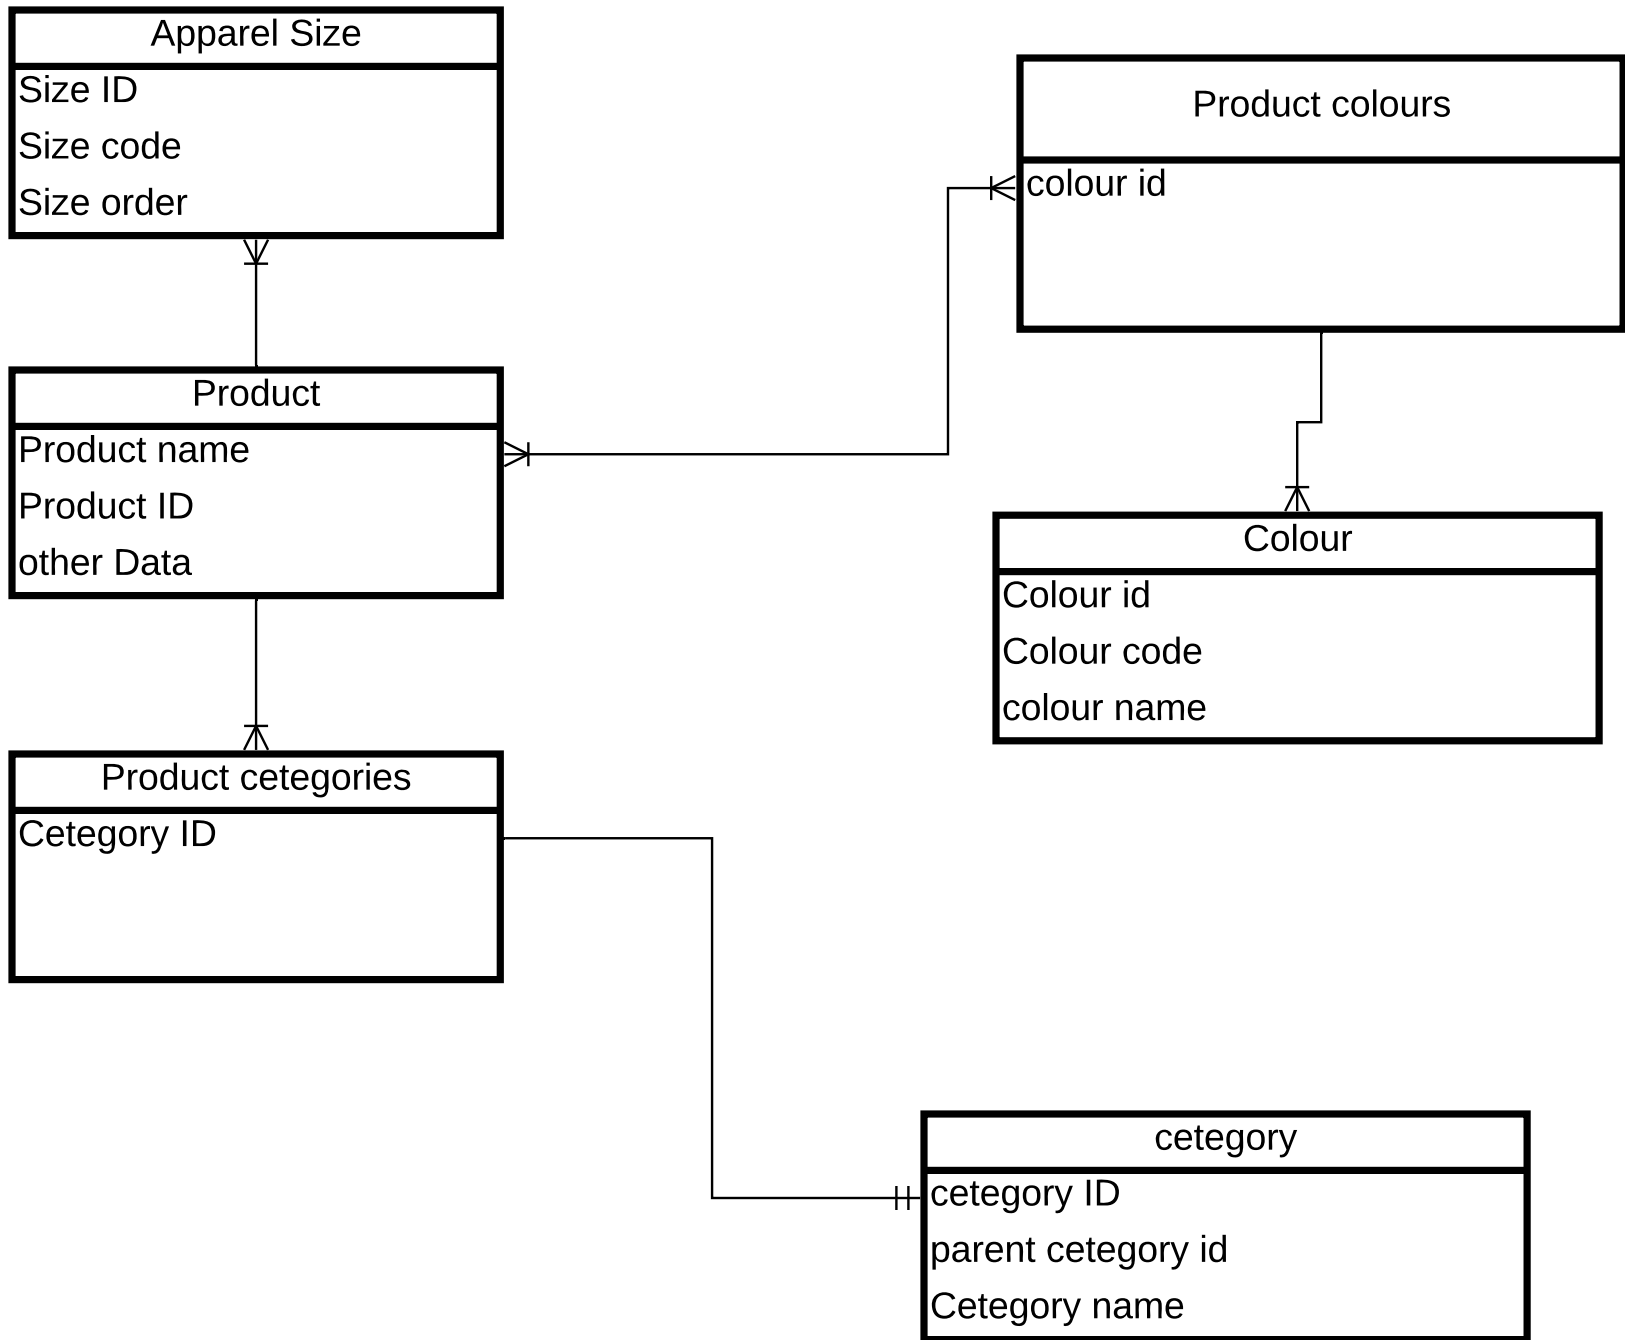 Apparel Size
Size ID
Size code
Size order
Product colours
colour id
Product
Product name
Product ID
other Data
Colour
Colour id
Colour code
colour name
Product cetegories
Cetegory ID
cetegory
cetegory ID
parent cetegory id
Cetegory name